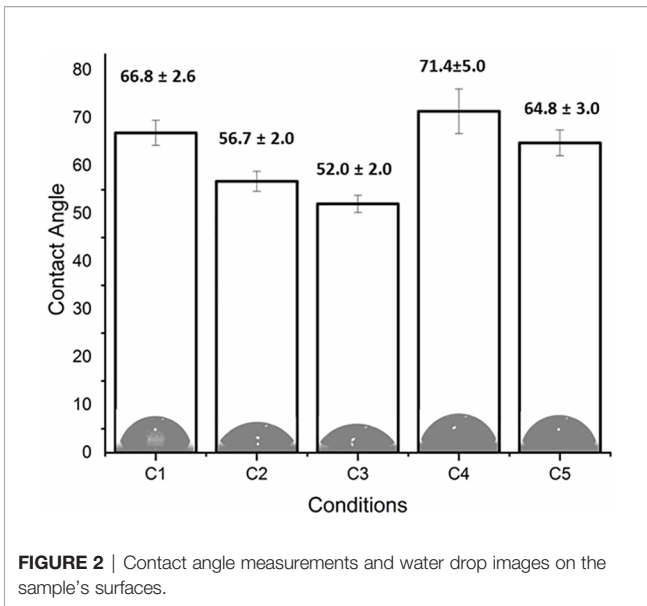 80
70
60
50
40
30
20
10
0
Contact Angle
66.8 ± 2.6
56.7 ± 2.0
52.0 ± 2.0
71.4±5.0
64.8 ± 3.0
C1 C2 C3 C4 C5
Conditions
FIGURE 2 | Contact angle measurements and water drop images on the
sample's surfaces.